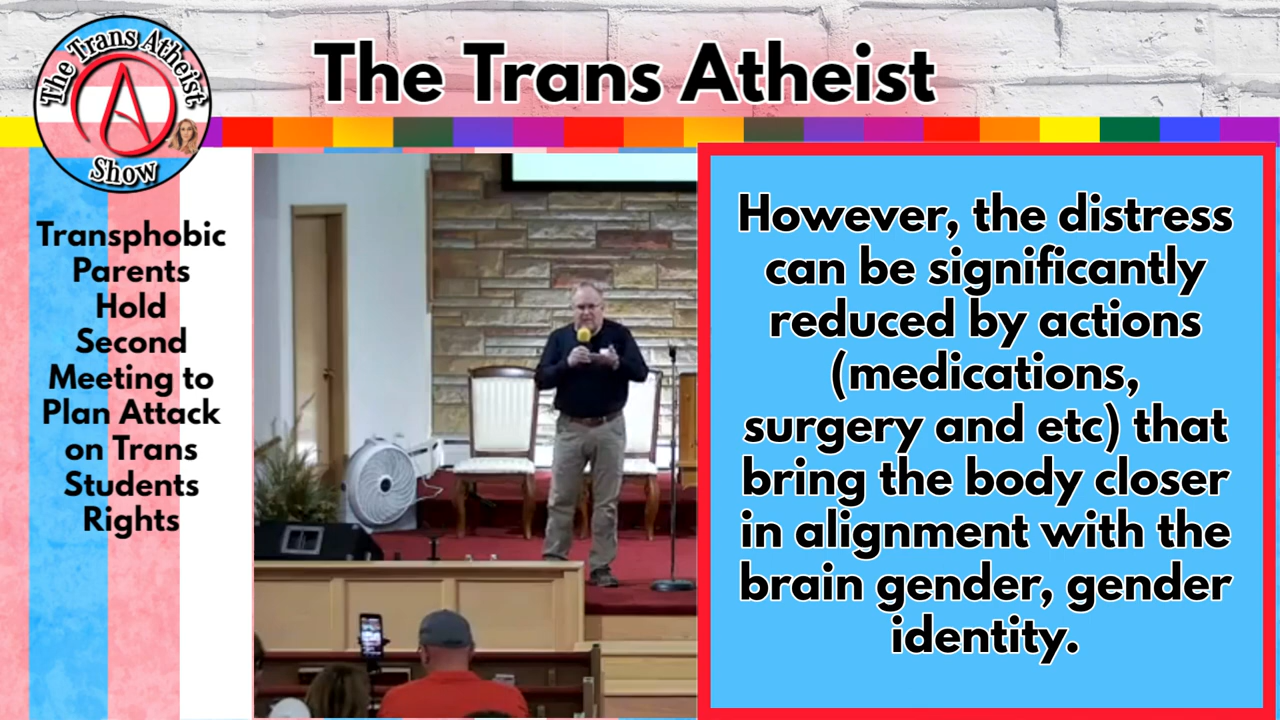 The Trans Atheist
Show
The Trans Atheist
Transphobic
Parents
Hold
Second
Meeting to
Plan Attack
on Trans
Students
Rights
However, the distress
can be significantly
reduced by actions
(medications,
surgery and etc) that
bring the body closer
in alignment with the
brain gender, gender
identity.